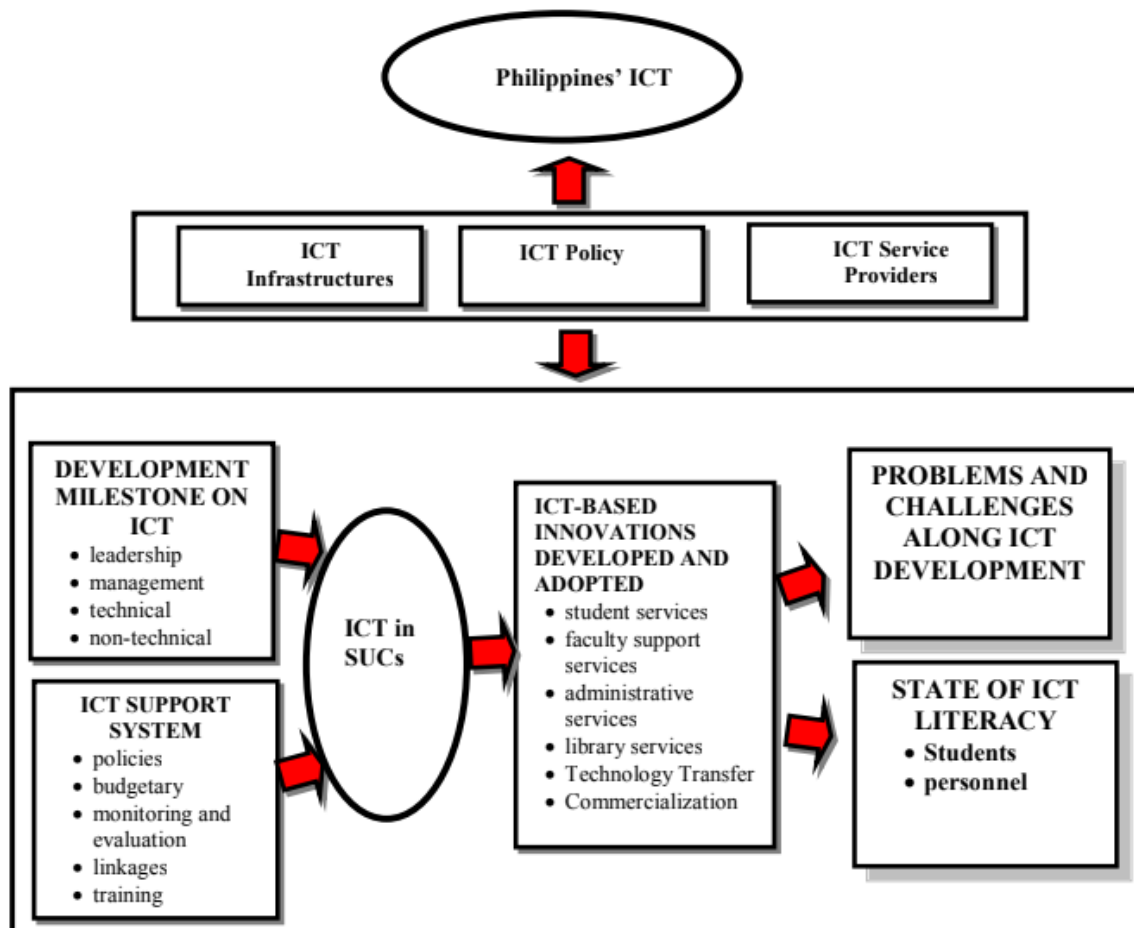 Philippines’ ICT
ICT
Infrastructures
ICT Policy
ICT Service
Providers
DEVELOPMENT
MILESTONE ON
ICT
• leadership
• management
• technical
• non-technical
ICT SUPPORT
SYSTEM
• policies
• budgetary
• monitoring and
evaluation
• linkages
• training
ICT in
SUCs
ICT-BASED
INNOVATIONS
DEVELOPED AND
ADOPTED
• student services
• faculty support
services
• administrative
services
• library services
• Technology Transfer
• Commercialization
PROBLEMS AND
CHALLENGES
ALONG ICT
DEVELOPMENT
STATE OF ICT
LITERACY
• Students
• personnel